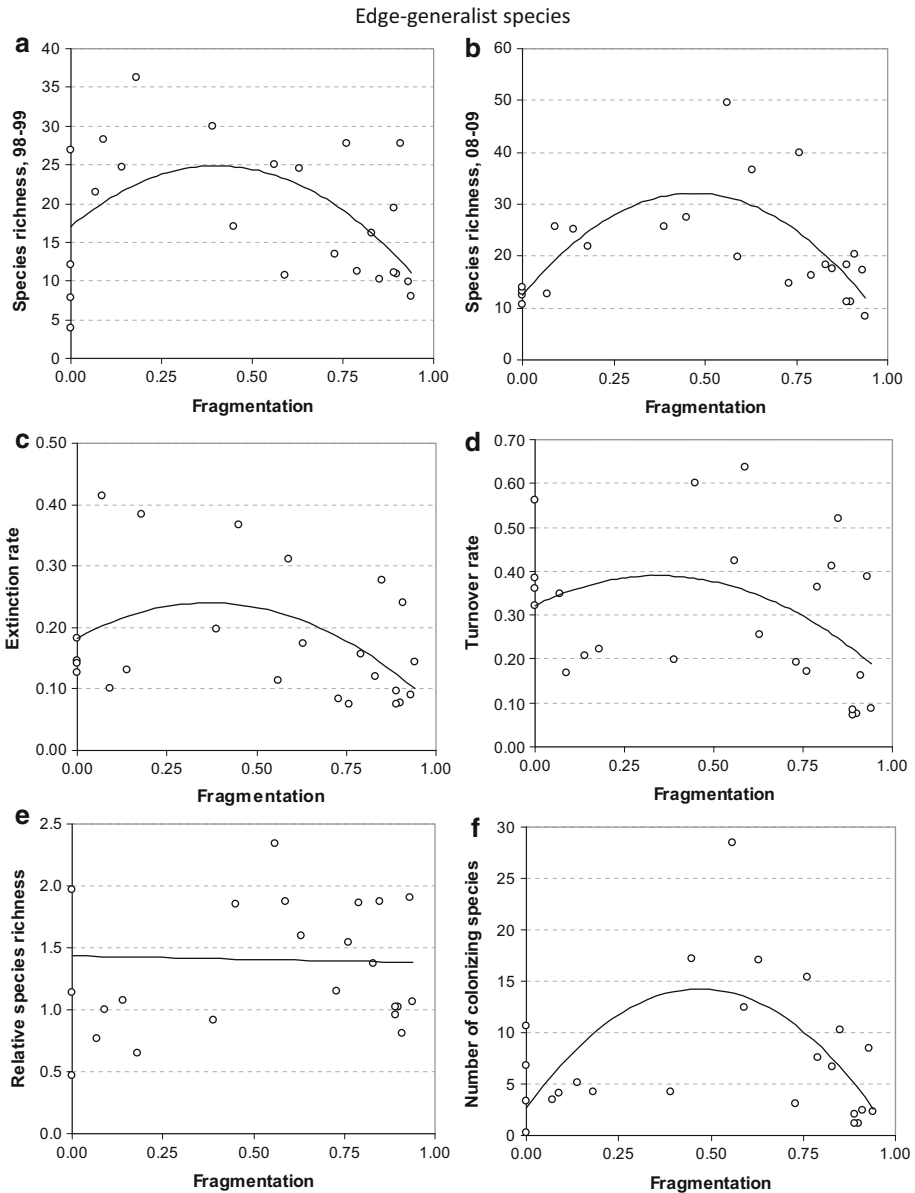 Edge-generalist species
a
Species richness, 98-99
40
35
30
25
20
15
10
5
0
0.00 0.25 0.50 0.75 1.00
Fragmentation
b
Species richness, 08-09
60
50
40
30
20
10
0
0.00 0.25 0.50 0.75 1.00
Fragmentation
c
Extinction rate
0.50
0.40
0.30
0.20
0.10
0.00
0.00 0.25 0.50 0.75 1.00
Fragmentation
d
Turnover rate
0.70
0.60
0.50
0.40
0.30
0.20
0.10
0.00
0.00 0.25 0.50 0.75 1.00
Fragmentation
e
Relative species richness
2.5
2.0
1.5
1.0
0.5
0.0
0.00 0.25 0.50 0.75 1.00
Fragmentation
f
Number of colonizing species
30
25
20
15
10
5
0
0.00 0.25 0.50 0.75 1.00
Fragmentation